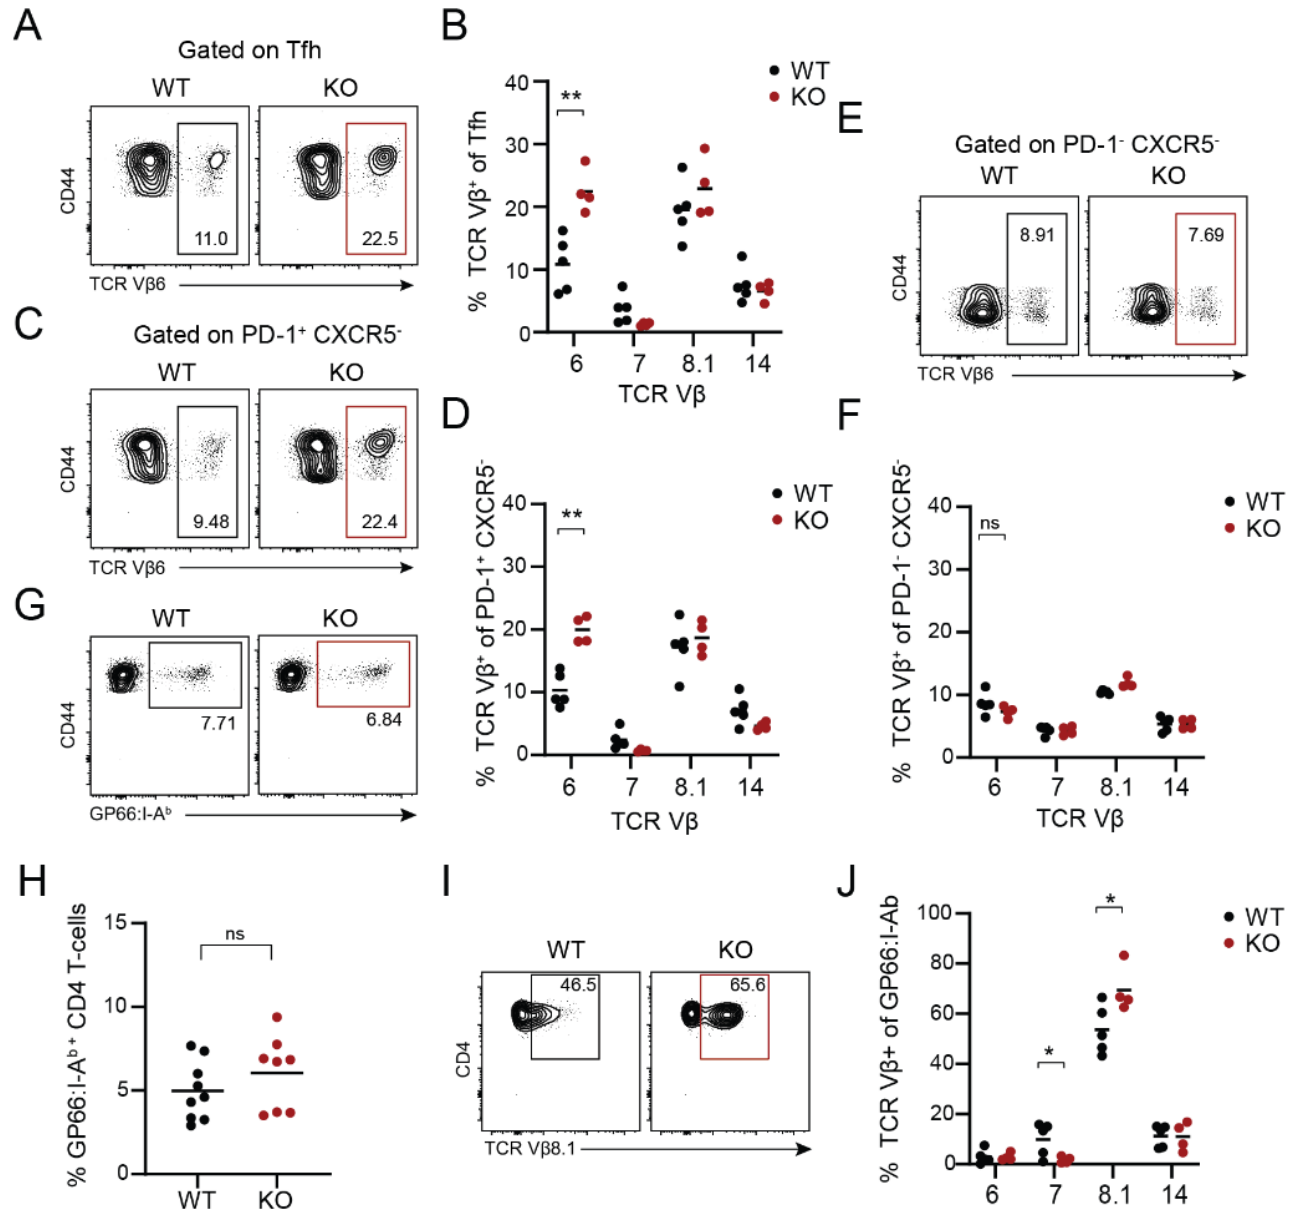 A
Gated on Tfh
WT KO
CD44
11.0 22.5
TCR Vβ6
B
WT
KO
% TCR Vβ⁺ of Tfh
40
30
20
10
0
**
6 7 8.1 14
TCR Vβ
C
Gated on PD-1⁺ CXCR5⁻
WT KO
CD44
9.48 22.4
TCR Vβ6
D
WT
KO
% TCR Vβ⁺ of PD-1⁺ CXCR5⁻
40
30
20
10
0
**
6 7 8.1 14
TCR Vβ
E
Gated on PD-1⁻ CXCR5⁻
WT KO
CD44
8.91 7.69
TCR Vβ6
F
WT
KO
% TCR Vβ⁺ of PD-1⁻ CXCR5⁻
40
30
20
10
0
ns
6 7 8.1 14
TCR Vβ
G
WT KO
CD44
7.71 6.84
GP66:I-Aᵇ
H
% GP66:I-Aᵇ⁺ CD4 T-cells
15
10
5
0
ns
WT KO
I
WT KO
CD4
46.5 65.6
TCR Vβ8.1
J
WT
KO
% TCR Vβ+ of GP66:I-Ab
100
80
60
40
20
0
*
*
6 7 8.1 14